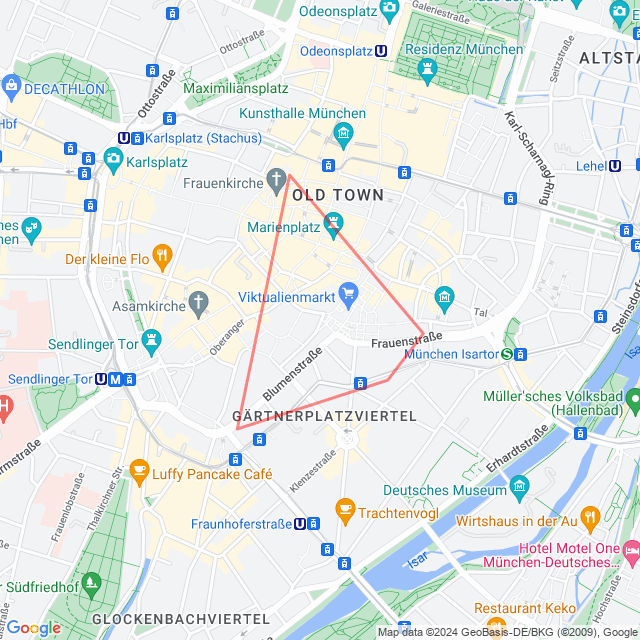 Odeonsplatz
Galeriestraße
Ottostraße
Odeonsplatz U
Residenz München
ALTSTA
Seitzstraße
DECATHLON
Maximiliansplatz
Ottostraße
Kunsthalle München
Karl-Scharnagl-Ring
Hbf
U
Karlsplatz (Stachus)
Karlsplatz
Lehel U
Frauenkirche
OLD TOWN
Marienplatz
nes
en
Der kleine Flo
Viktualienmarkt
Asamkirche
Tal
Steinsdorf
Oberanger
Sendlinger Tor
Frauenstraße
München Isartor S
Blumenstraße
Sendlinger Tor U M
Müller'sches Volksbad
(Hallenbad)
H
GÄRTNERPLATZVIERTEL
Erhardtstraße
rmstraße
Luffy Pancake Café
Klenzestraße
Thalkirchner Str.
Frauenlobstraße
Deutsches Museum
Trachtenvogl
Wirtshaus in der Au
Fraunhoferstraße U
Isar
Hotel Motel One
München-Deutsches...
r Südfriedhof
Hochstraße
Restaurant Keko
GLOCKENBACHVIERTEL
Google
Map data ©2024 GeoBasis-DE/BKG (©2009), Goo